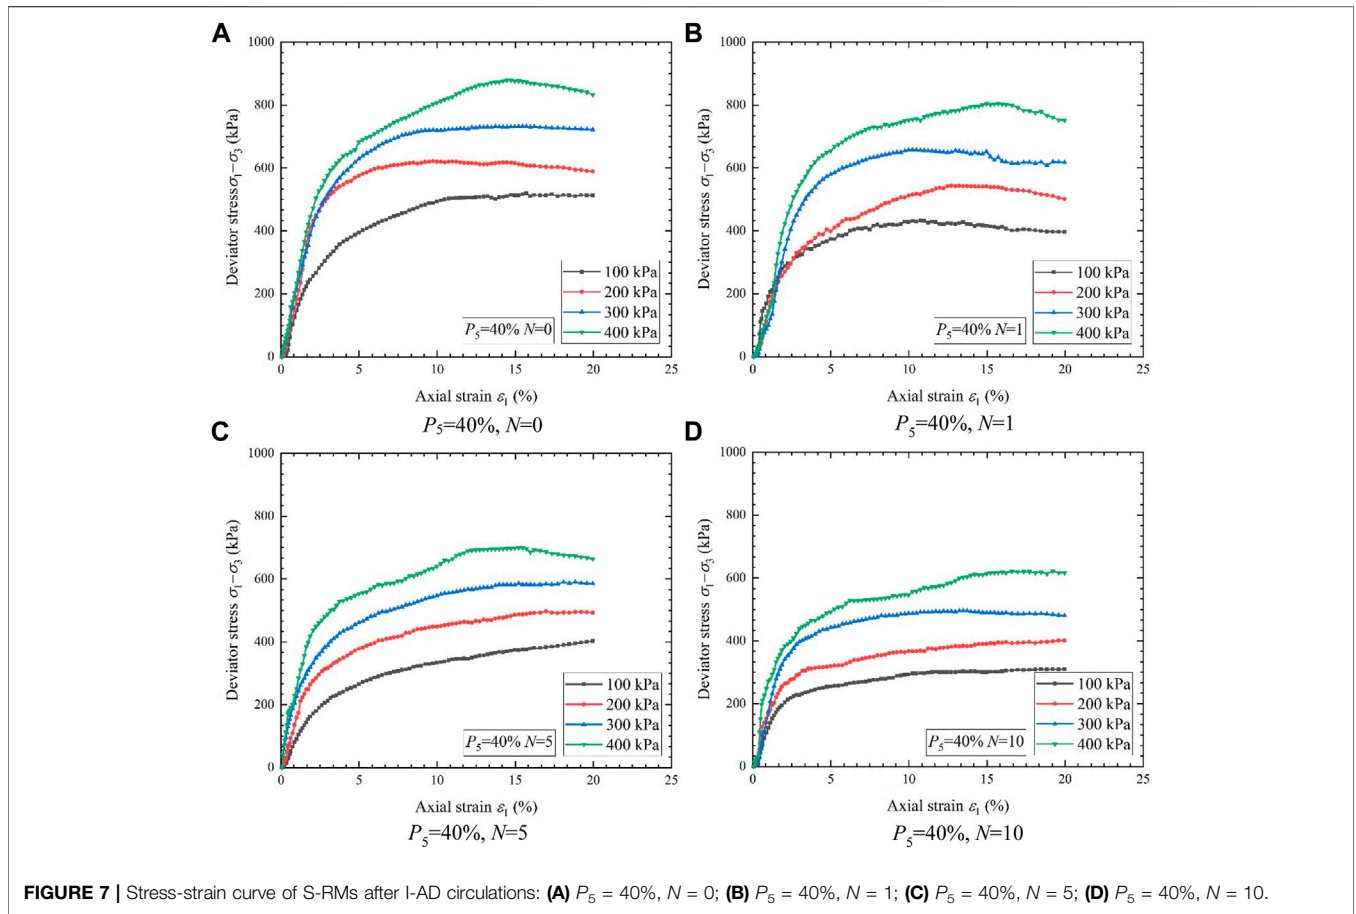 A
1000
800
600
400
200
0
0 5 10 15 20 25
Deviator stress σ₁−σ₃ (kPa)
Axial strain ε₁ (%)
100 kPa
200 kPa
300 kPa
400 kPa
P₅=40% N=0
P₅=40%, N=0
B
1000
800
600
400
200
0
0 5 10 15 20 25
Deviator stress σ₁−σ₃ (kPa)
Axial strain ε₁ (%)
100 kPa
200 kPa
300 kPa
400 kPa
P₅=40% N=1
P₅=40%, N=1
C
1000
800
600
400
200
0
0 5 10 15 20 25
Deviator stress σ₁−σ₃ (kPa)
Axial strain ε₁ (%)
100 kPa
200 kPa
300 kPa
400 kPa
P₅=40% N=5
P₅=40%, N=5
D
1000
800
600
400
200
0
0 5 10 15 20 25
Deviator stress σ₁−σ₃ (kPa)
Axial strain ε₁ (%)
100 kPa
200 kPa
300 kPa
400 kPa
P₅=40% N=10
P₅=40%, N=10
FIGURE 7 | Stress-strain curve of S-RMs after I-AD circulations: (A) P₅ = 40%, N = 0; (B) P₅ = 40%, N = 1; (C) P₅ = 40%, N = 5; (D) P₅ = 40%, N = 10.